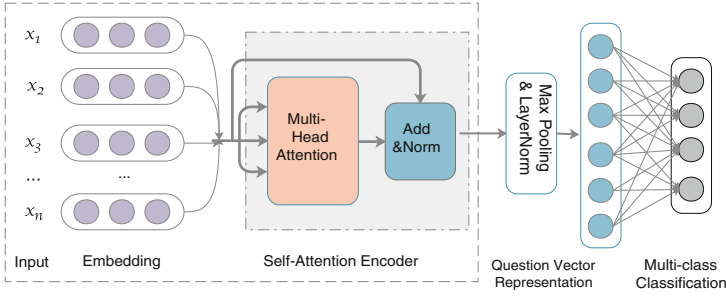 x1
x2
x3
...
...
xn
Multi-
Head
Attention
Add
&Norm
Max Pooling
& LayerNorm
Input
Embedding
Self-Attention Encoder
Question Vector
Representation
Multi-class
Classification